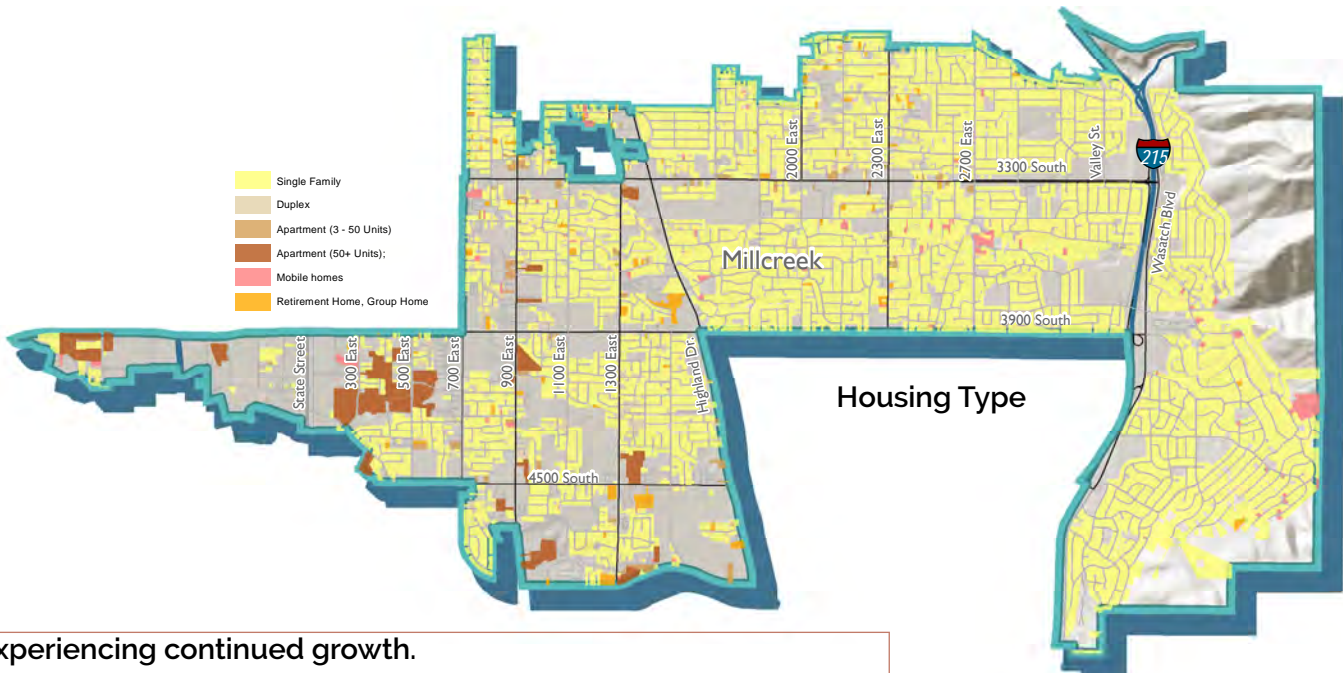 Single Family
Duplex
Apartment (3 - 50 Units)
Apartment (50+ Units);
Mobile homes
Retirement Home, Group Home
2000 East
2300 East
2700 East
Valley St.
3300 South
215
Wasatch Blvd
Millcreek
3900 South
State Street
300 East
500 East
700 East
900 East
1100 East
1300 East
Highland Dr.
Housing Type
4500 South
xperiencing continued growth.